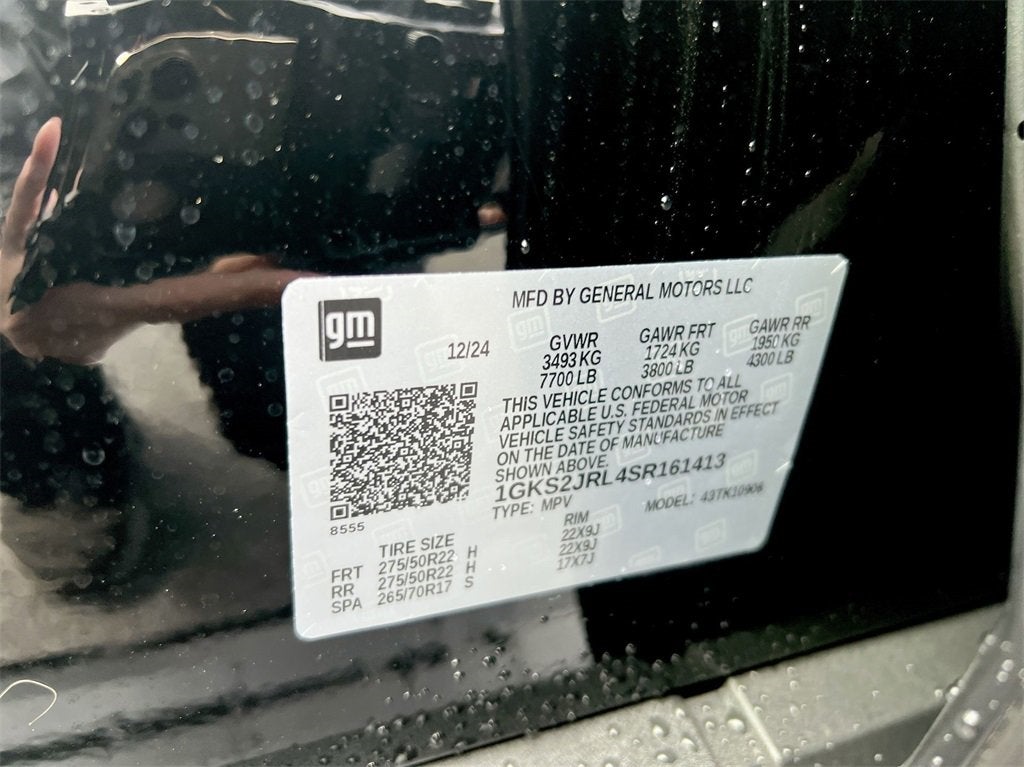 gm
MFD BY GENERAL MOTORS LLC
12/24
GVWR GAWR FRT GAWR RR
3493 KG 1724 KG 1950 KG
7700 LB 3800 LB 4300 LB
THIS VEHICLE CONFORMS TO ALL
APPLICABLE U.S. FEDERAL MOTOR
VEHICLE SAFETY STANDARDS IN EFFECT
ON THE DATE OF MANUFACTURE
SHOWN ABOVE.
1GKS2JRL4SR161413
TYPE: MPV MODEL: 43TK10906
8555
TIRE SIZE RIM
FRT 275/50R22 H 22X9J
RR 275/50R22 H 22X9J
SPA 265/70R17 S 17X7J